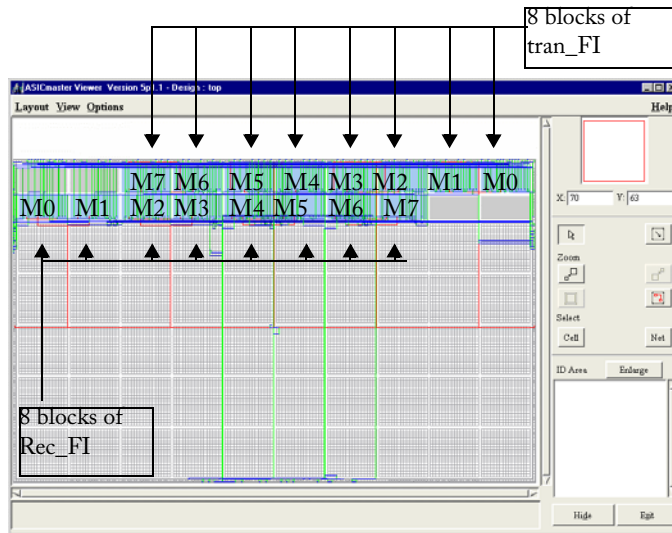 8 blocks of
tran_FI
ASICmaster Viewer Version 5p1.1 - Design : top
Layout View Options
Help
M7 M6 M5 M4 M3 M2 M1 M0
M0 M1 M2 M3 M4 M5 M6 M7
X: 70 Y: 63
Zoom
Select
Cell Net
ID Area Enlarge
8 blocks of
Rec_FI
Hide Exit